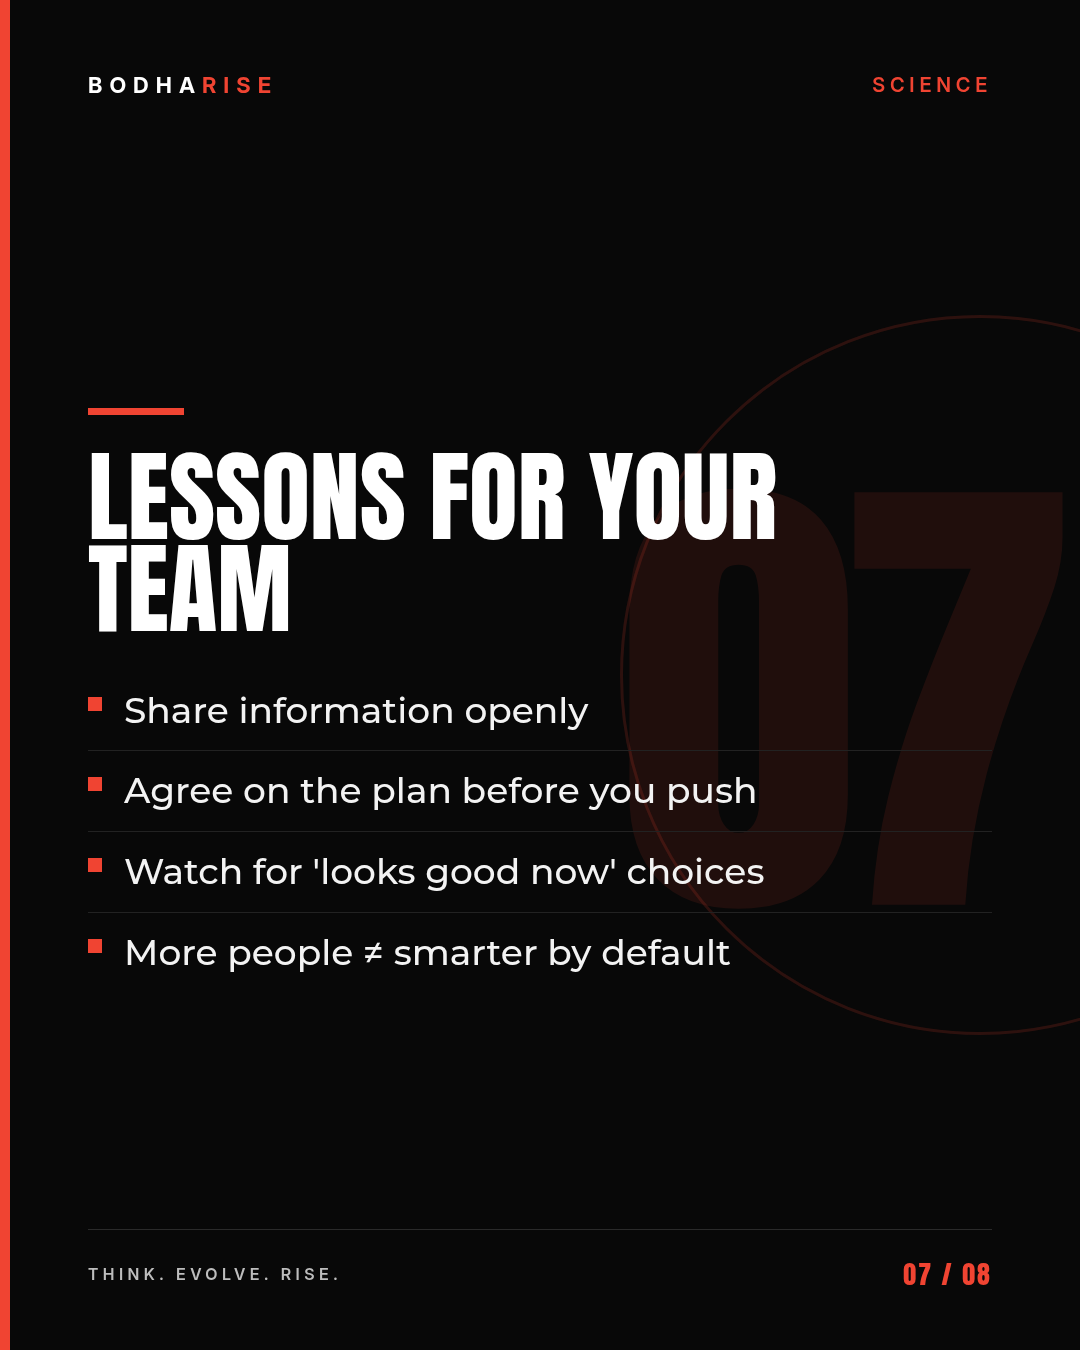 BODHARISE
SCIENCE
LESSONS FOR YOUR
TEAM
07
Share information openly
Agree on the plan before you push
Watch for 'looks good now' choices
More people ≠ smarter by default
THINK. EVOLVE. RISE.
07 / 08